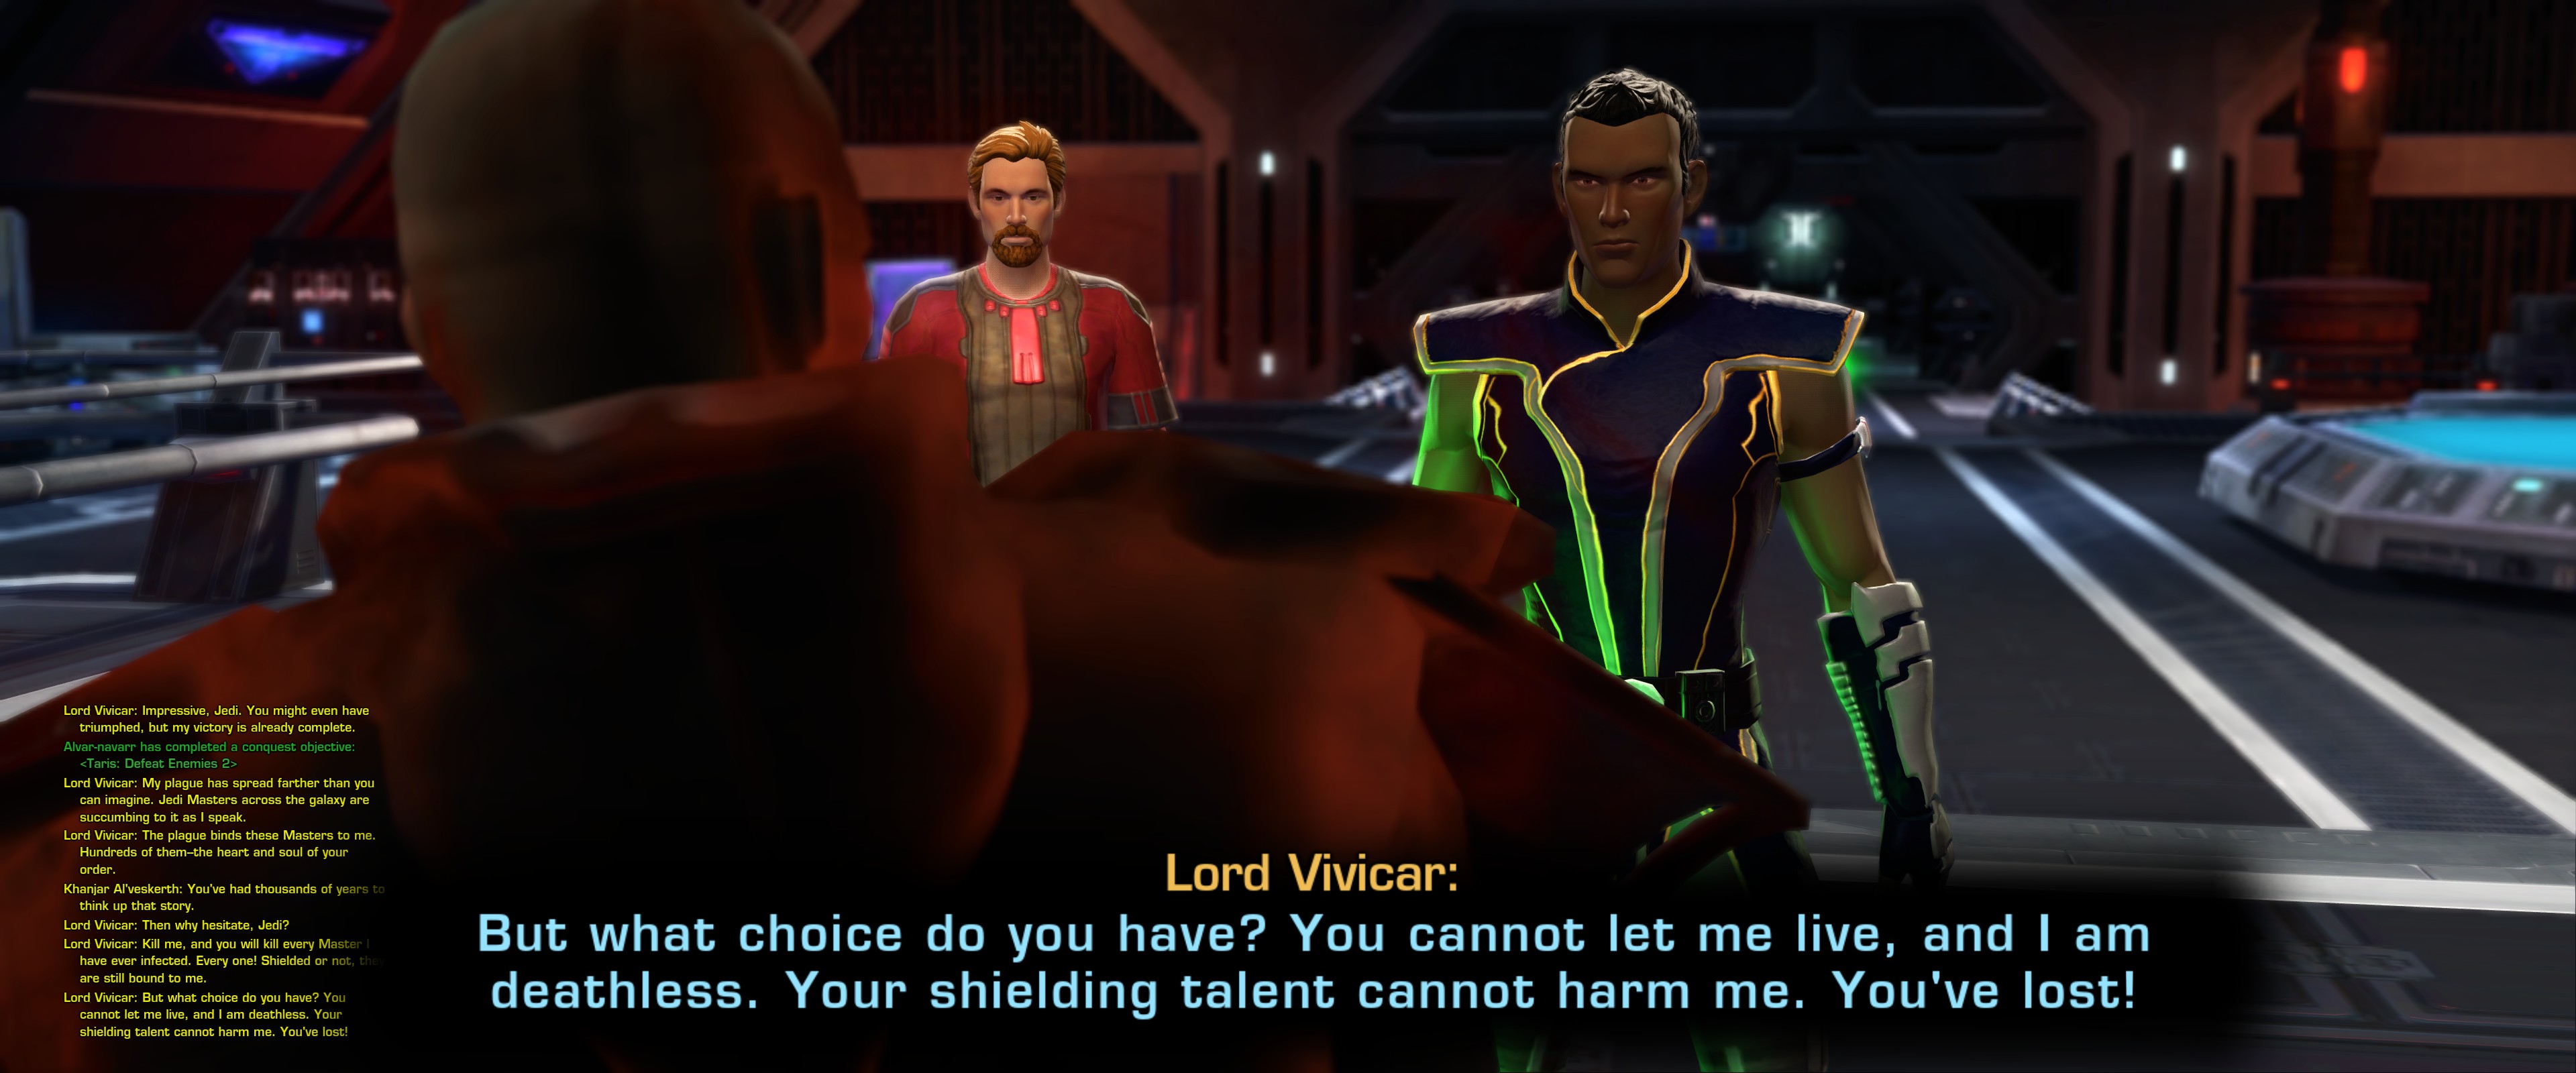 Lord Vivicar: Impressive, Jedi. You might even have
triumphed, but my victory is already complete.
Alvar-navarr has completed a conquest objective:
<Taris: Defeat Enemies 2>
Lord Vivicar: My plague has spread farther than you
can imagine. Jedi Masters across the galaxy are
succumbing to it as I speak.
Lord Vivicar: The plague binds these Masters to me.
Hundreds of them–the heart and soul of your
order.
Khanjar Al'veskerth: You've had thousands of years to
think up that story.
Lord Vivicar: Then why hesitate, Jedi?
Lord Vivicar: Kill me, and you will kill every Master I
have ever infected. Every one! Shielded or not, they
are still bound to me.
Lord Vivicar: But what choice do you have? You
cannot let me live, and I am deathless. Your
shielding talent cannot harm me. You've lost!
Lord Vivicar:
But what choice do you have? You cannot let me live, and I am
deathless. Your shielding talent cannot harm me. You've lost!